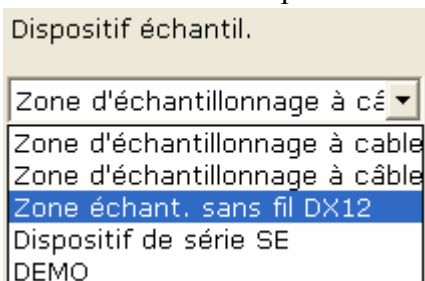 Dispositif échantil.
Zone d'échantillonnage à câ
Zone d'échantillonnage à cable
Zone d'échantillonnage à câble
Zone échant. sans fil DX12
Dispositif de série SE
DEMO